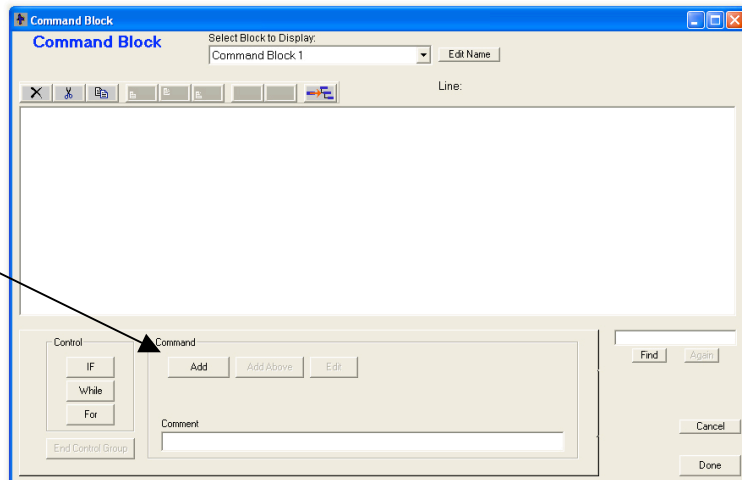 Command Block
Command Block
Select Block to Display:
Command Block 1
Edit Name
Line:
Control
IF
While
For
End Control Group
Command
Add
Add Above
Edit
Comment
Find
Again
Cancel
Done